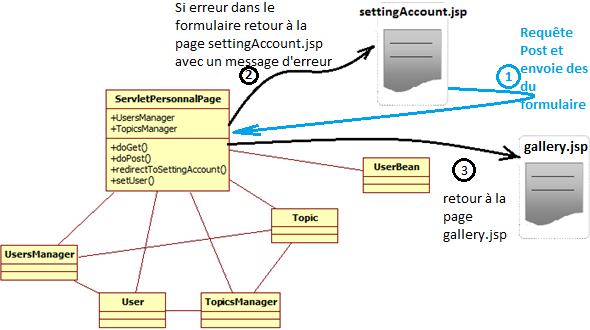 Si erreur dans le
formulaire retour à la
page settingAccount.jsp
avec un message d'erreur
2
settingAccount.jsp
1
Requête
Post et
envoie des
du
formulaire
ServletPersonnalPage
+UsersManager
+TopicsManager
+doGet()
+doPost()
+redirectToSettingAccount()
+setUser()
UserBean
gallery.jsp
3
retour à la
page
gallery.jsp
Topic
UsersManager
User
TopicsManager